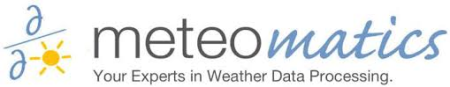 ∂
∂
meteomatics
Your Experts in Weather Data Processing.